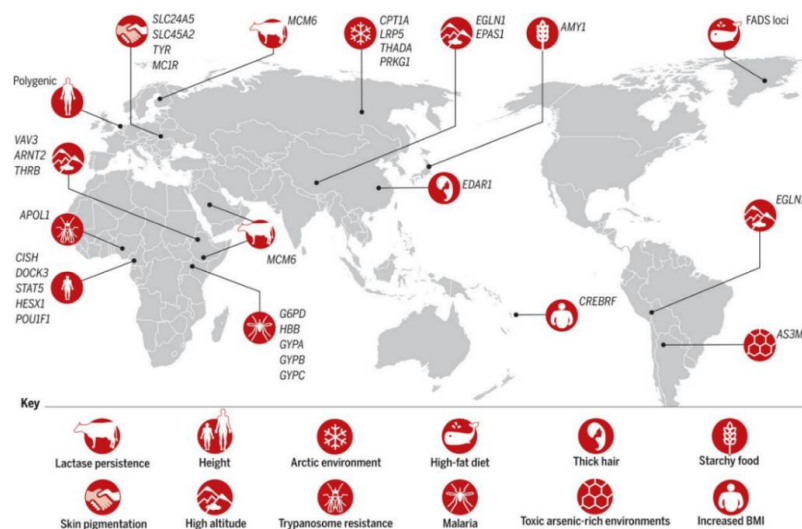 SLC24A5
SLC45A2
TYR
MC1R
MCM6
CPT1A
LRP5
THADA
PRKG1
EGLN1
EPAS1
AMY1
FADS loci
Polygenic
VAV3
ARNT2
THRB
EDAR1
EGLN1
APOL1
MCM6
CISH
DOCK3
STAT5
HESX1
POU1F1
G6PD
HBB
GYPA
GYPB
GYPC
CREBRF
AS3M
Key
Lactase persistence
Height
Arctic environment
High-fat diet
Thick hair
Starchy food
Skin pigmentation
High altitude
Trypanosome resistance
Malaria
Toxic arsenic-rich environments
Increased BMI